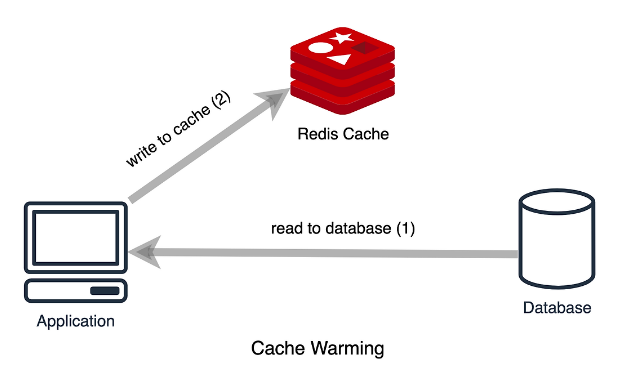 write to cache (2)
Redis Cache
read to database (1)
Application
Database
Cache Warming